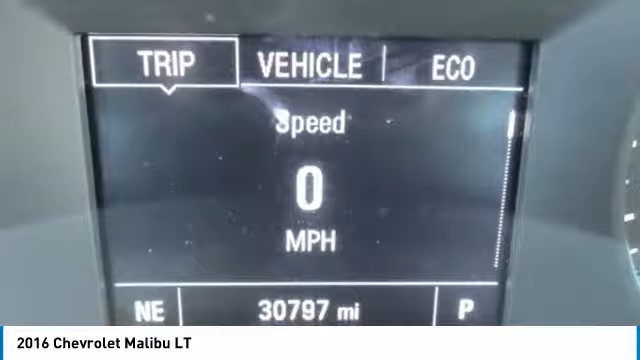 TRIP VEHICLE ECO
Speed
0
MPH
NE 30797 mi P
2016 Chevrolet Malibu LT